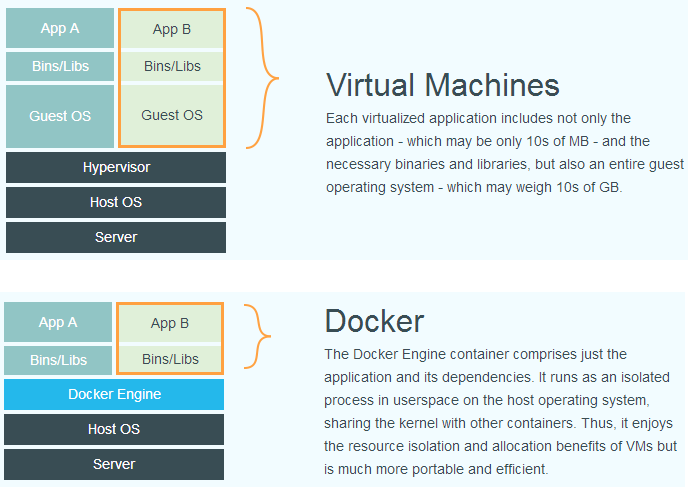 App A
App B
Bins/Libs
Bins/Libs
Guest OS
Guest OS
Hypervisor
Host OS
Server
Virtual Machines
Each virtualized application includes not only the
application - which may be only 10s of MB - and the
necessary binaries and libraries, but also an entire guest
operating system - which may weigh 10s of GB.
App A
App B
Bins/Libs
Bins/Libs
Docker Engine
Host OS
Server
Docker
The Docker Engine container comprises just the
application and its dependencies. It runs as an isolated
process in userspace on the host operating system,
sharing the kernel with other containers. Thus, it enjoys
the resource isolation and allocation benefits of VMs but
is much more portable and efficient.